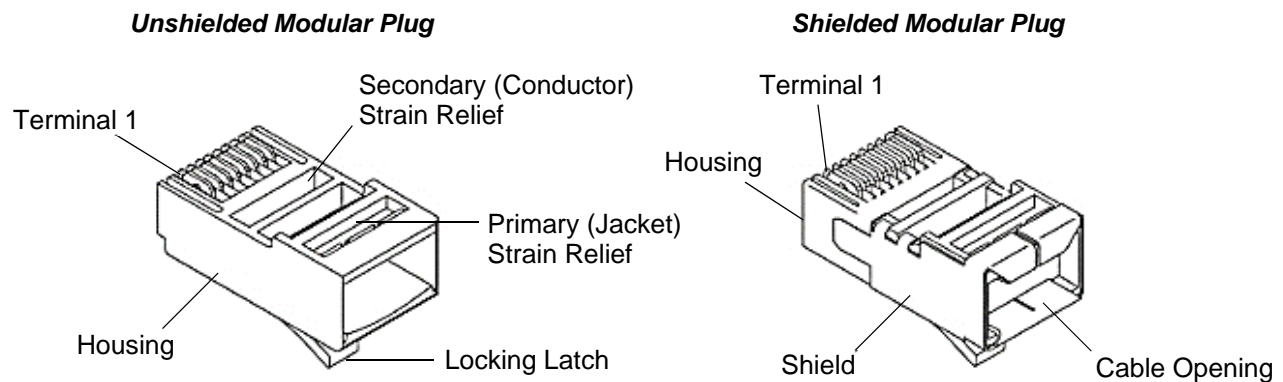 Unshielded Modular Plug
Shielded Modular Plug
Secondary (Conductor)
Strain Relief
Terminal 1
Terminal 1
Housing
Primary (Jacket)
Strain Relief
Housing
Locking Latch
Shield
Cable Opening